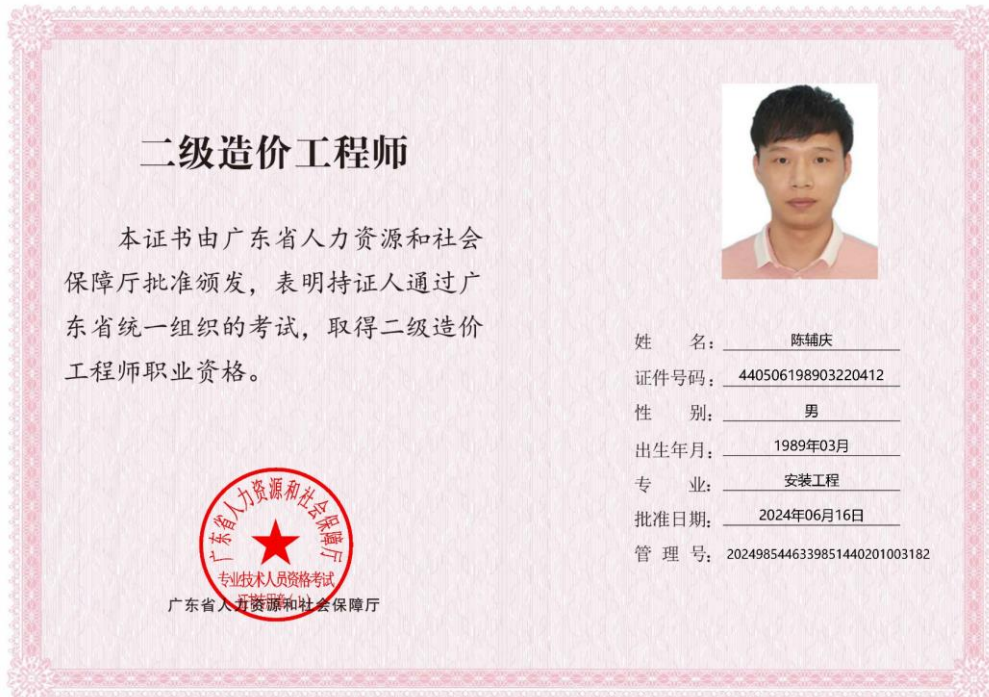 二级造价工程师
本证书由广东省人力资源和社会
保障厅批准颁发，表明持证人通过广
东省统一组织的考试，取得二级造价
工程师职业资格。
广东省人力资源和社会保障厅
专业技术人员资格考试
广东省人力资源和社会保障厅
姓 名：陈辅庆
证件号码：440506198903220412
性 别：男
出生年月：1989年03月
专 业：安装工程
批准日期：2024年06月16日
管 理 号：2024985446339851440201003182